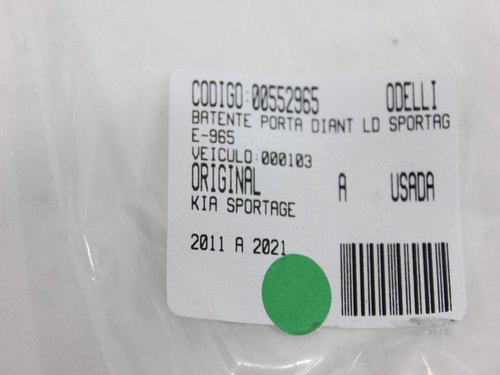 CODIGO:00552965 ODELLI
BATENTE PORTA DIANT LD SPORTAG
E-965
VEICULO:000103
ORIGINAL A USADA
KIA SPORTAGE
2011 A 2021